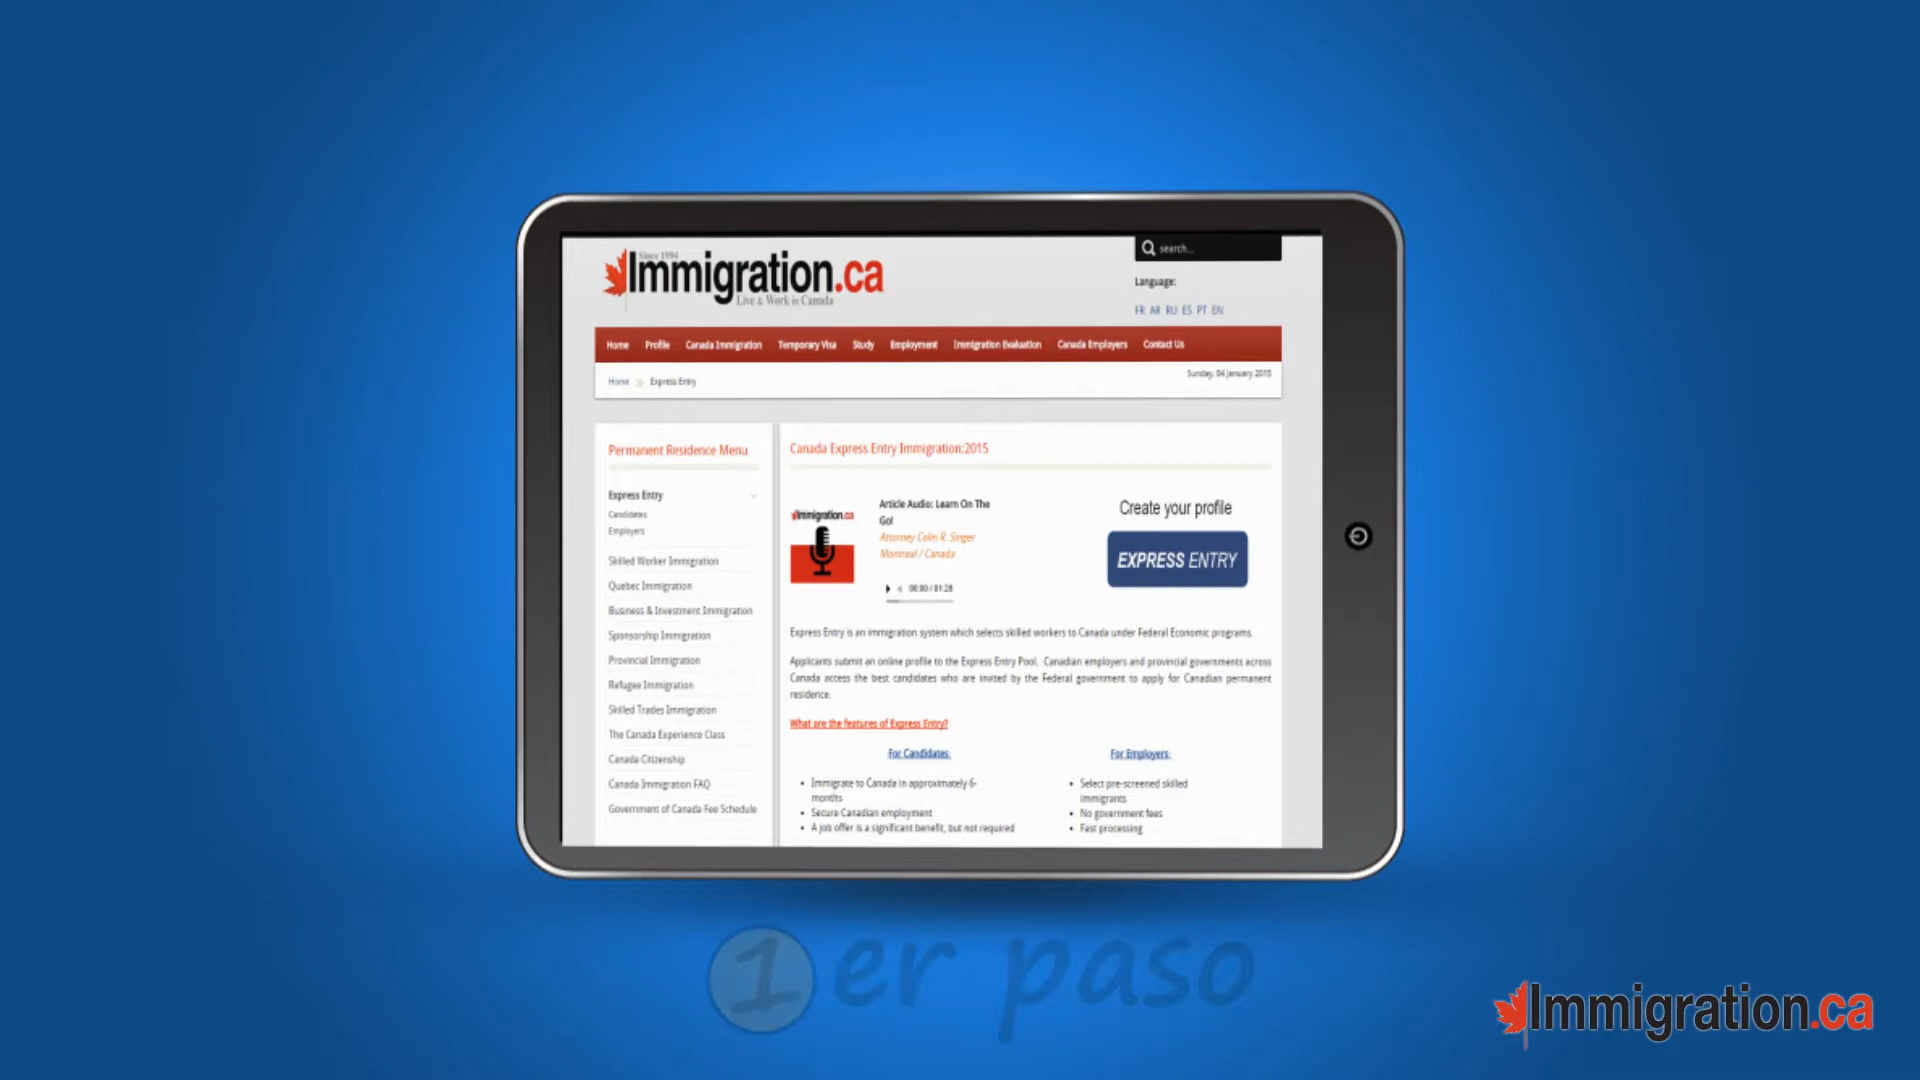 Since 1994
Immigration.ca
Live & Work in Canada
search...
Language:
FR AR RU ES PT EN
Home Profile Canada Immigration Temporary Visa Study Employment Immigration Evaluation Canada Employers Contact Us
Home Express Entry
Sunday, 04 January 2015
Permanent Residence Menu
Express Entry
Candidates
Employers
Skilled Worker Immigration
Quebec Immigration
Business & Investment Immigration
Sponsorship Immigration
Provincial Immigration
Refugee Immigration
Skilled Trades Immigration
The Canada Experience Class
Canada Citizenship
Canada Immigration FAQ
Government of Canada Fee Schedule
Canada Express Entry Immigration:2015
Immigration.ca
Article Audio: Learn On The
Go!
Attorney Colin R. Singer
Montreal / Canada
00:00 / 01:28
Create your profile
EXPRESS ENTRY
Express Entry is an immigration system which selects skilled workers to Canada under Federal Economic programs.
Applicants submit an online profile to the Express Entry Pool. Canadian employers and provincial governments across
Canada access the best candidates who are invited by the Federal government to apply for Canadian permanent
residence.
What are the features of Express Entry?
For Candidates:
• Immigrate to Canada in approximately 6-
months
• Secure Canadian employment
• A job offer is a significant benefit, but not required
For Employers:
• Select pre-screened skilled
immigrants
• No government fees
• Fast processing
1er paso
Immigration.ca